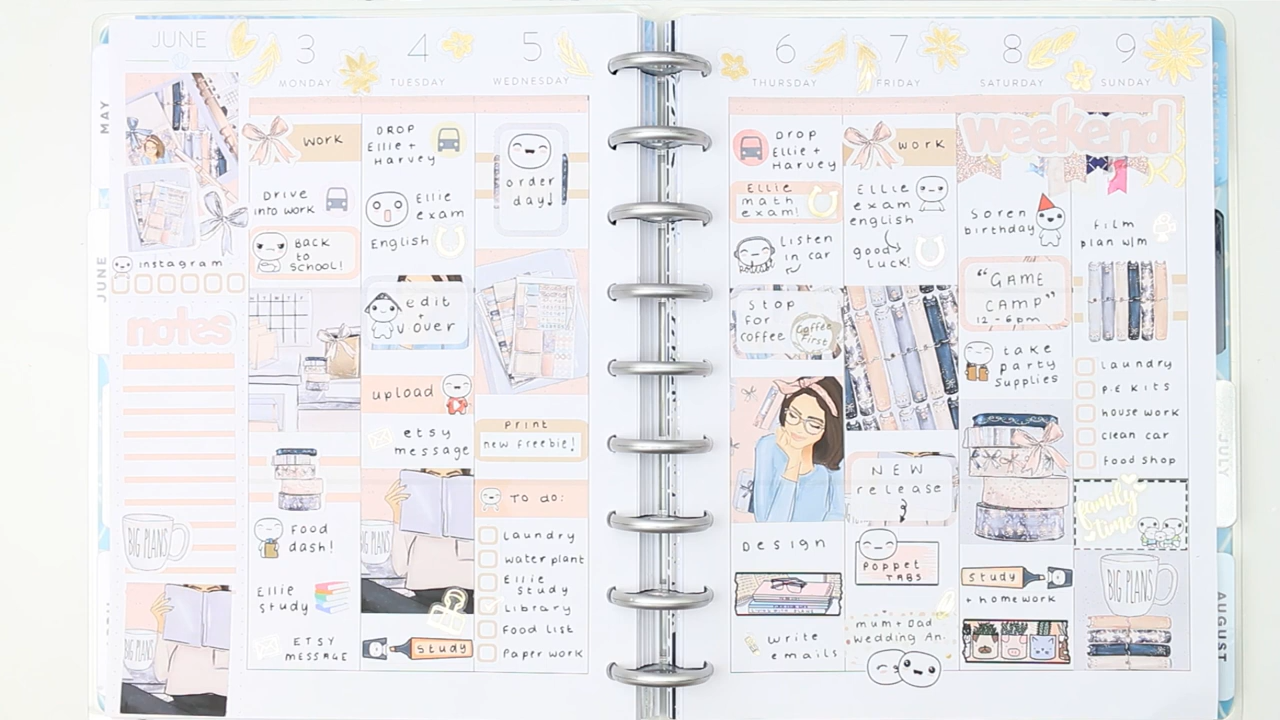 JUNE
MAY
JUNE
instagram
notes
BIG PLANS
BIG PLANS
3
MONDAY
WORK
Drive
into work
BACK
to
SCHOOL!
Food
dash!
Ellie
study
ETSY
MESSAGE
4
TUESDAY
DROP
Ellie +
Harvey
Ellie
exam
English
edit
+
v over
upload
etsy
message
BIG PLANS
study
5
WEDNESDAY
order
day!
Print
new freebie!
To do:
Laundry
water plant
Ellie
Study
Library
Food list
Paper work
6
THURSDAY
DROP
Ellie +
Harvey
Ellie
math
exam!
Listen
in car
Stop
for
coffee
Coffee
First
Design
write
emails
7
FRIDAY
work
Ellie
exam
english
good
luck!
NEW
release
Poppet
TABS
mum + Dad
Wedding An.
8
SATURDAY
weekend
Soren
birthday
"GAME
CAMP"
12-6pm
take
party
supplies
study
+ homework
9
SUNDAY
Film
plan w/m
laundry
P.E KITS
house work
clean car
food shop
family
time
BIG PLANS
JULY
AUGUST